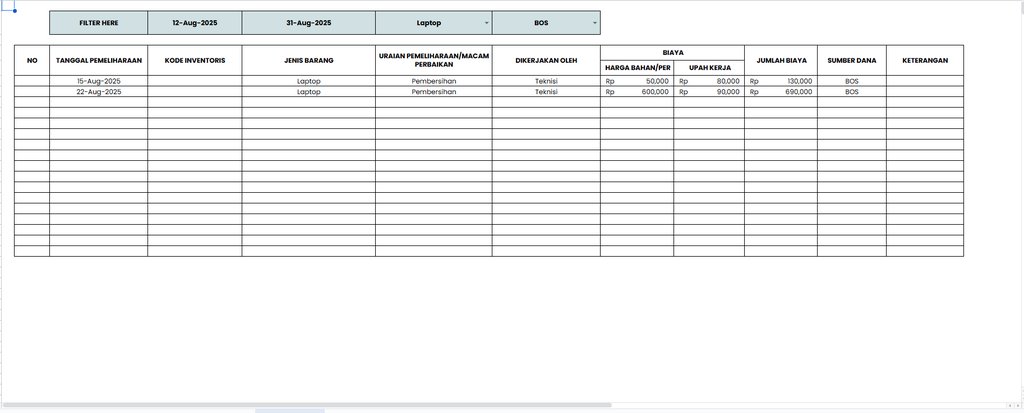 FILTER HERE 12-Aug-2025 31-Aug-2025 Laptop BOS
NO TANGGAL PEMELIHARAAN KODE INVENTORIS JENIS BARANG URAIAN PEMELIHARAAN/MACAM PERBAIKAN DIKERJAKAN OLEH BIAYA JUMLAH BIAYA SUMBER DANA KETERANGAN
HARGA BAHAN/PER UPAH KERJA
15-Aug-2025 Laptop Pembersihan Teknisi Rp 50,000 Rp 80,000 Rp 130,000 BOS
22-Aug-2025 Laptop Pembersihan Teknisi Rp 600,000 Rp 90,000 Rp 690,000 BOS